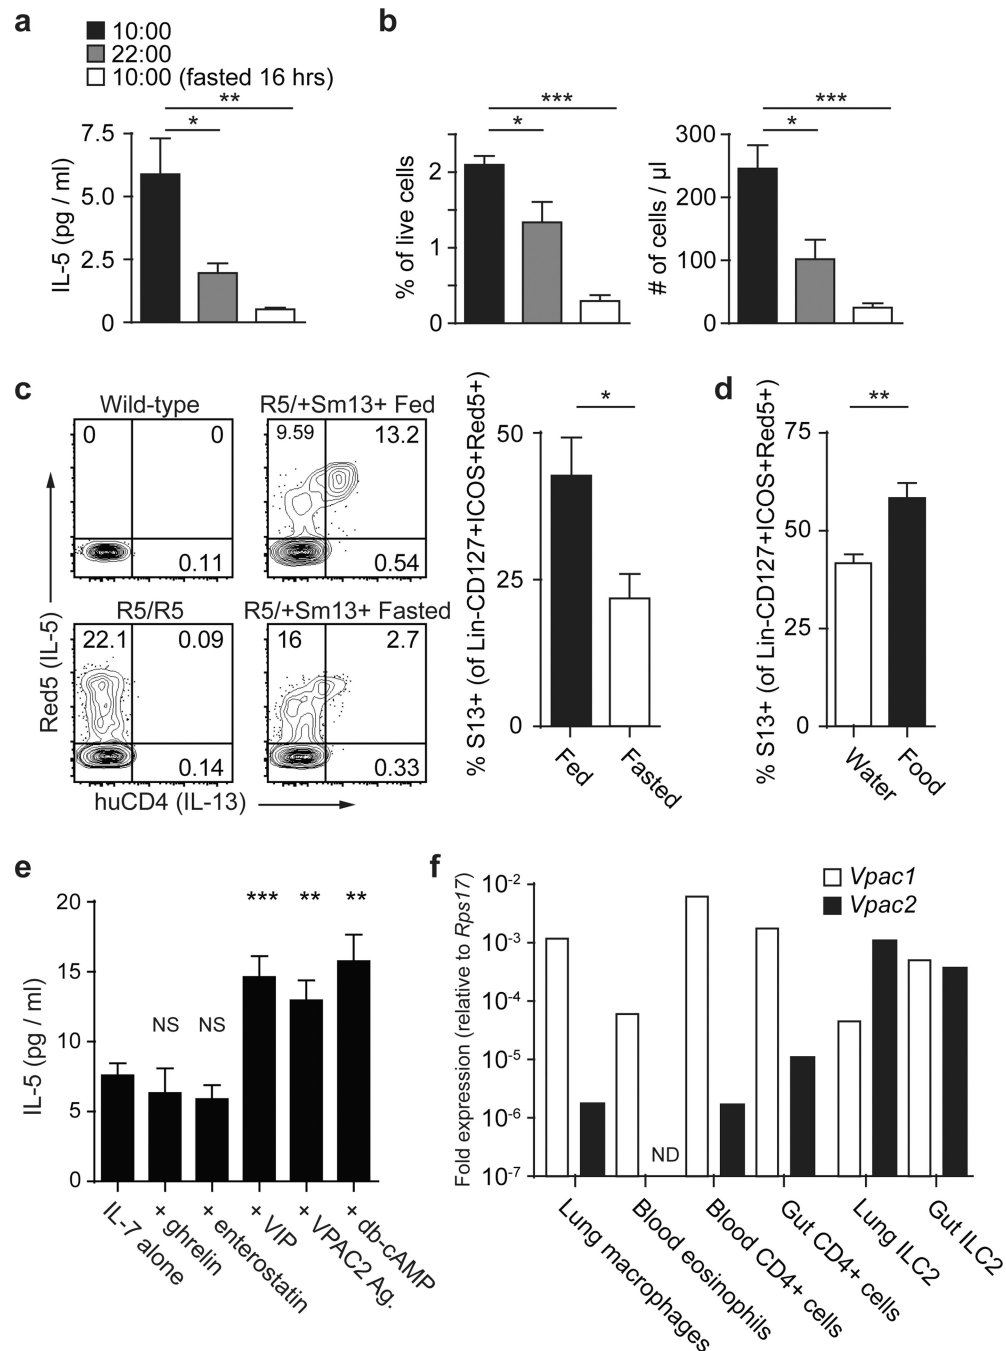 a
10:00
22:00
10:00 (fasted 16 hrs)
**
*
IL-5 (pg / ml)
7.5
5.0
2.5
0
b
***
*
% of live cells
2
1
0
***
*
# of cells / µl
300
200
100
0
c
Wild-type
0
0
0.11
R5/+Sm13+ Fed
9.59
13.2
0.54
R5/R5
22.1
0.09
0.14
R5/+Sm13+ Fasted
16
2.7
0.33
Red5 (IL-5)
huCD4 (IL-13)
% S13+ (of Lin-CD127+ICOS+Red5+)
*
50
25
0
Fed
Fasted
d
% S13+ (of Lin-CD127+ICOS+Red5+)
**
75
50
25
0
Water
Food
e
IL-5 (pg / ml)
20
15
10
5
0
NS
NS
***
**
**
IL-7 alone
+ ghrelin
+ enterostatin
+ VIP
+ VPAC2 Ag.
+ db-cAMP
f
Vpac1
Vpac2
Fold expression (relative to Rps17)
10-2
10-3
10-4
10-5
10-6
10-7
ND
Lung macrophages
Blood eosinophils
Blood CD4+ cells
Gut CD4+ cells
Lung ILC2
Gut ILC2